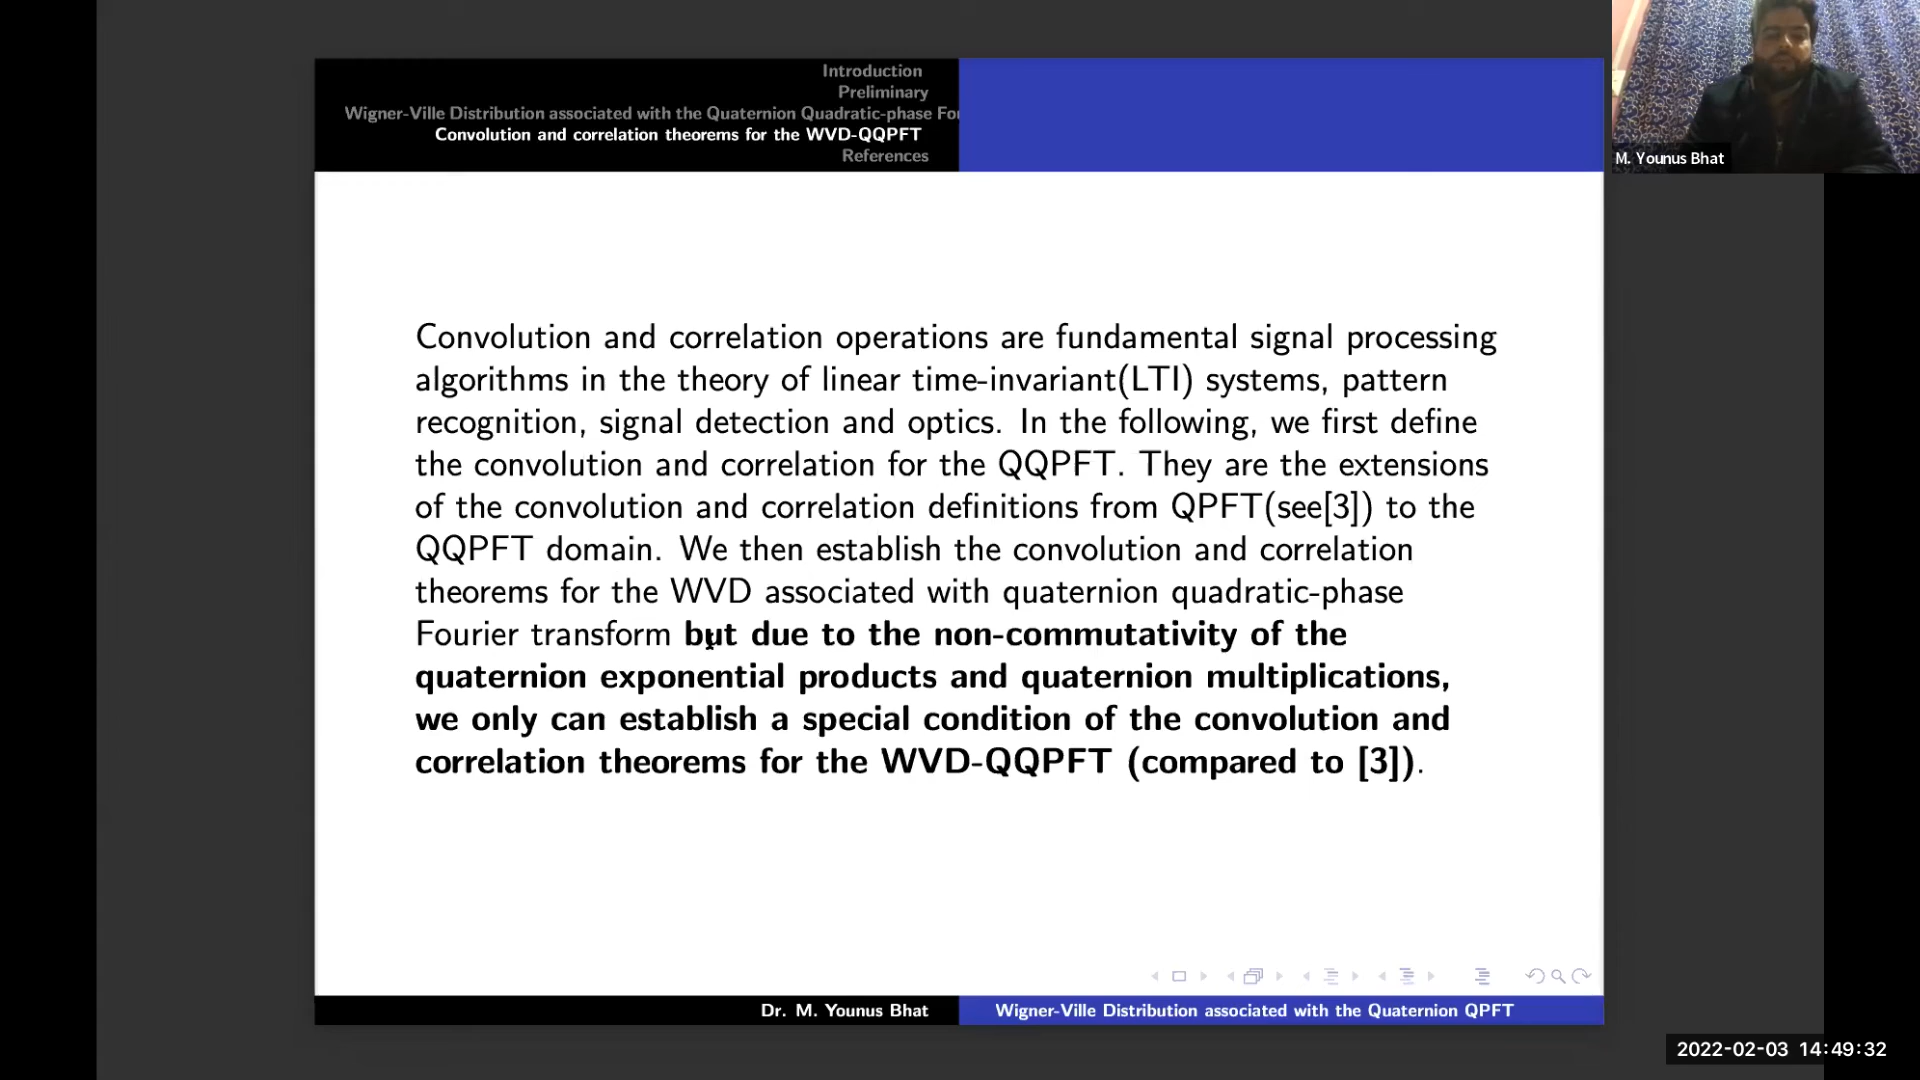 Introduction
Preliminary
Wigner-Ville Distribution associated with the Quaternion Quadratic-phase Fo
Convolution and correlation theorems for the WVD-QQPFT
References
M. Younus Bhat
Convolution and correlation operations are fundamental signal processing
algorithms in the theory of linear time-invariant(LTI) systems, pattern
recognition, signal detection and optics. In the following, we first define
the convolution and correlation for the QQPFT. They are the extensions
of the convolution and correlation definitions from QPFT(see[3]) to the
QQPFT domain. We then establish the convolution and correlation
theorems for the WVD associated with quaternion quadratic-phase
Fourier transform but due to the non-commutativity of the
quaternion exponential products and quaternion multiplications,
we only can establish a special condition of the convolution and
correlation theorems for the WVD-QQPFT (compared to [3]).
Dr. M. Younus Bhat
Wigner-Ville Distribution associated with the Quaternion QPFT
2022-02-03 14:49:32